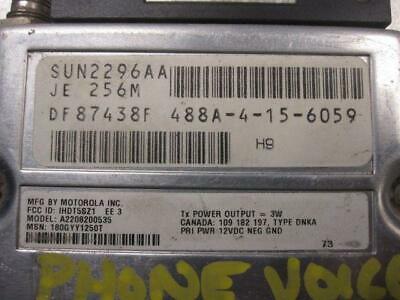 SUN2296AA
JE 256M
DF87438F 488A-4-15-6059
H9
MFG BY MOTOROLA INC.
FCC ID: IHDT5SZ1 EE 3
MODEL: A2208200535
MSN: 180GYY1250T
Tx POWER OUTPUT = 3W
CANADA: 109 182 197, TYPE DNKA
PRI PWR 12VDC NEG GND
73
PHONE VOICE